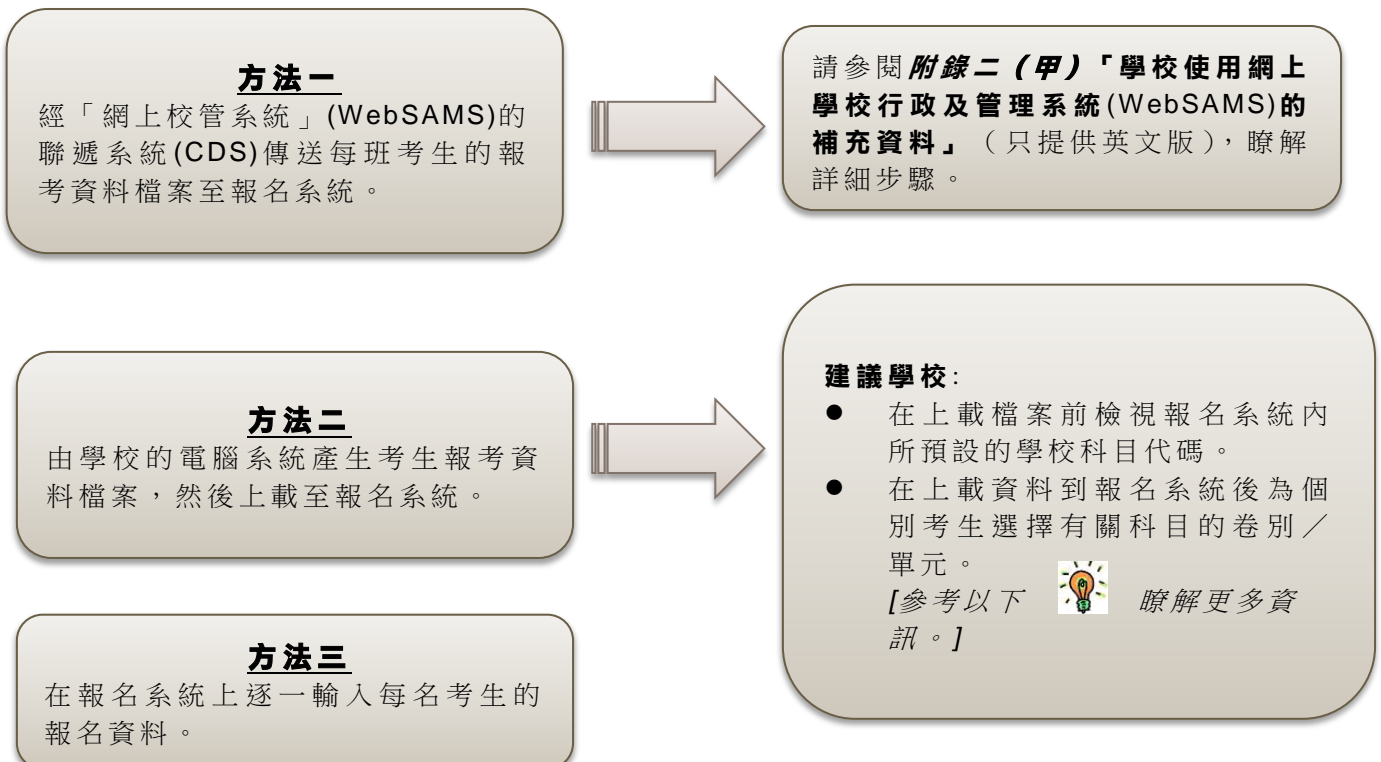 方法一
經「網上校管系統」(WebSAMS)的
聯遞系統(CDS)傳送每班考生的報
考資料檔案至報名系統。
請參閱附錄二（甲）「學校使用網上
學校行政及管理系統(WebSAMS)的
補充資料」（只提供英文版），瞭解
詳細步驟。
方法二
由學校的電腦系統產生考生報考資
料檔案，然後上載至報名系統。
建議學校:
● 在上載檔案前檢視報名系統內
所預設的學校科目代碼。
● 在上載資料到報名系統後為個
別考生選擇有關科目的卷別／
單元。
[參考以下 瞭解更多資
訊。]
方法三
在報名系統上逐一輸入每名考生的
報名資料。